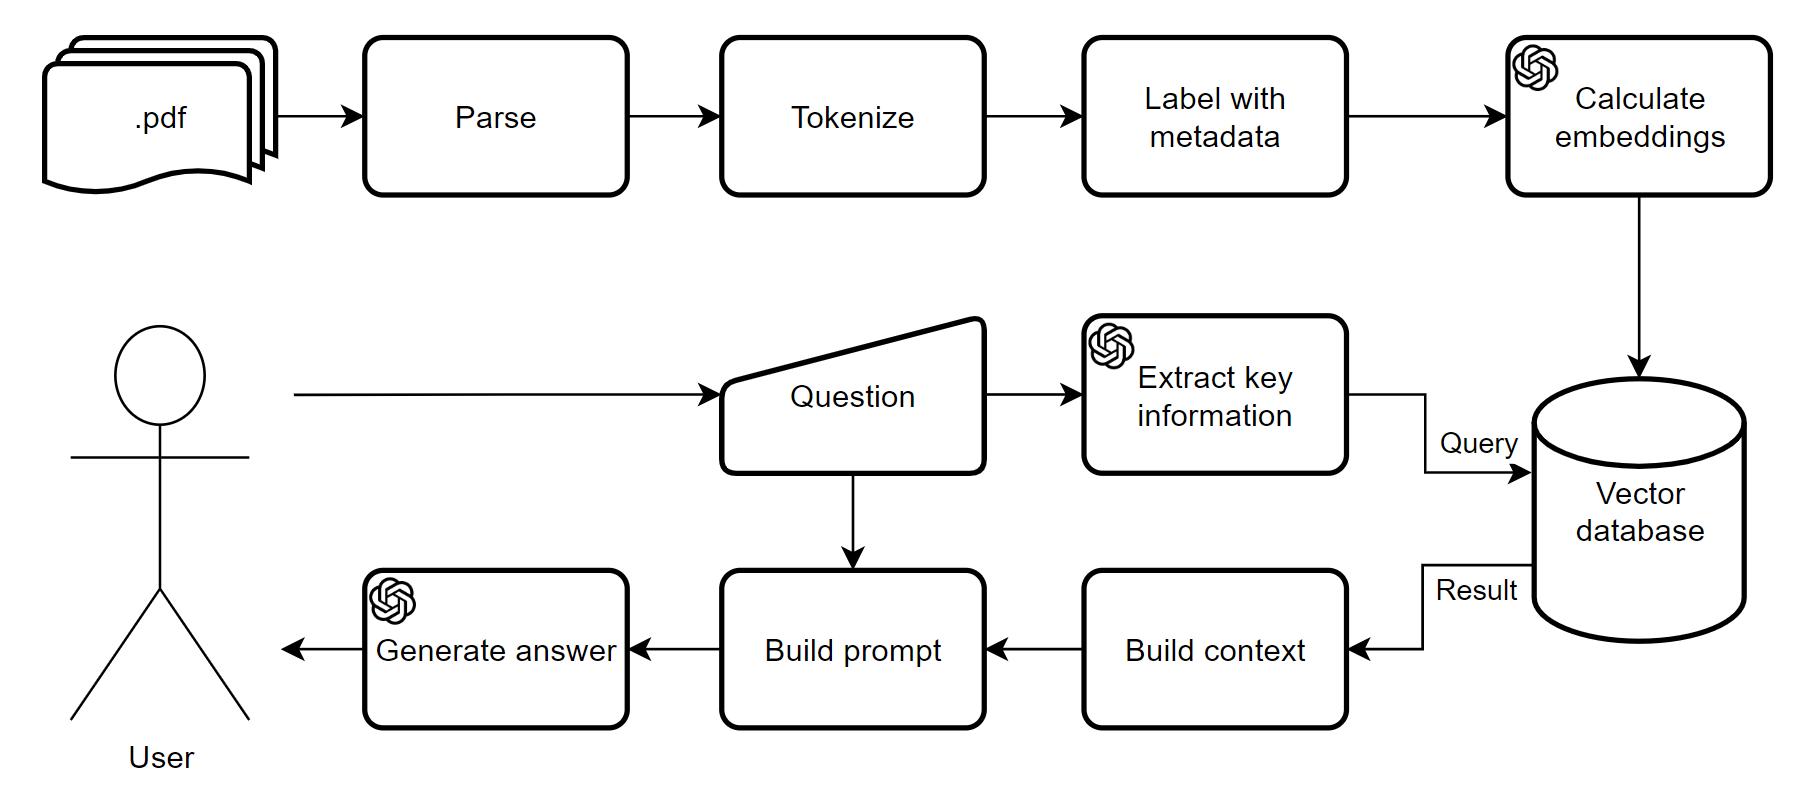 .pdf
Parse
Tokenize
Label with
metadata
Calculate
embeddings
Question
Extract key
information
Query
Vector
database
Result
Generate answer
Build prompt
Build context
User